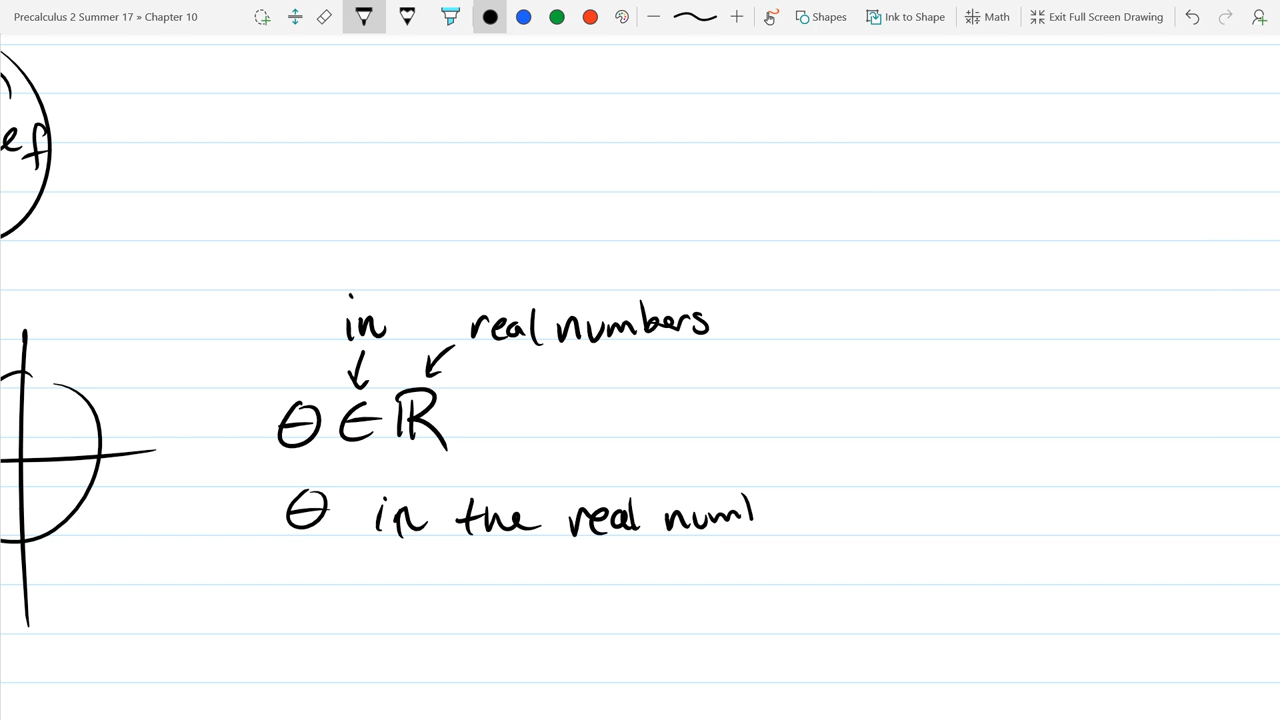 Precalculus 2 Summer 17 » Chapter 10
Shapes
Ink to Shape
Math
Exit Full Screen Drawing
ef
in real numbers
θ ∈ ℝ
θ in the real num